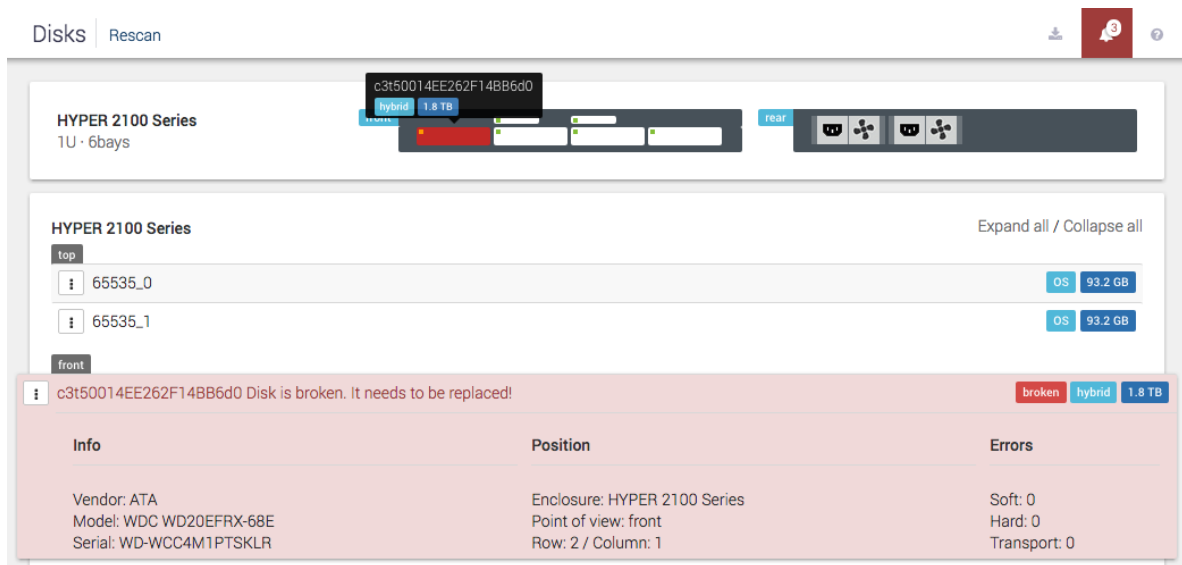 Disks Rescan
3
c3t50014EE262F14BB6d0
hybrid 1.8 TB
HYPER 2100 Series
1U · 6bays
front
rear
HYPER 2100 Series
Expand all / Collapse all
top
65535_0 OS 93.2 GB
65535_1 OS 93.2 GB
front
c3t50014EE262F14BB6d0 Disk is broken. It needs to be replaced! broken hybrid 1.8 TB
Info Position Errors
Vendor: ATA Enclosure: HYPER 2100 Series Soft: 0
Model: WDC WD20EFRX-68E Point of view: front Hard: 0
Serial: WD-WCC4M1PTSKLR Row: 2 / Column: 1 Transport: 0